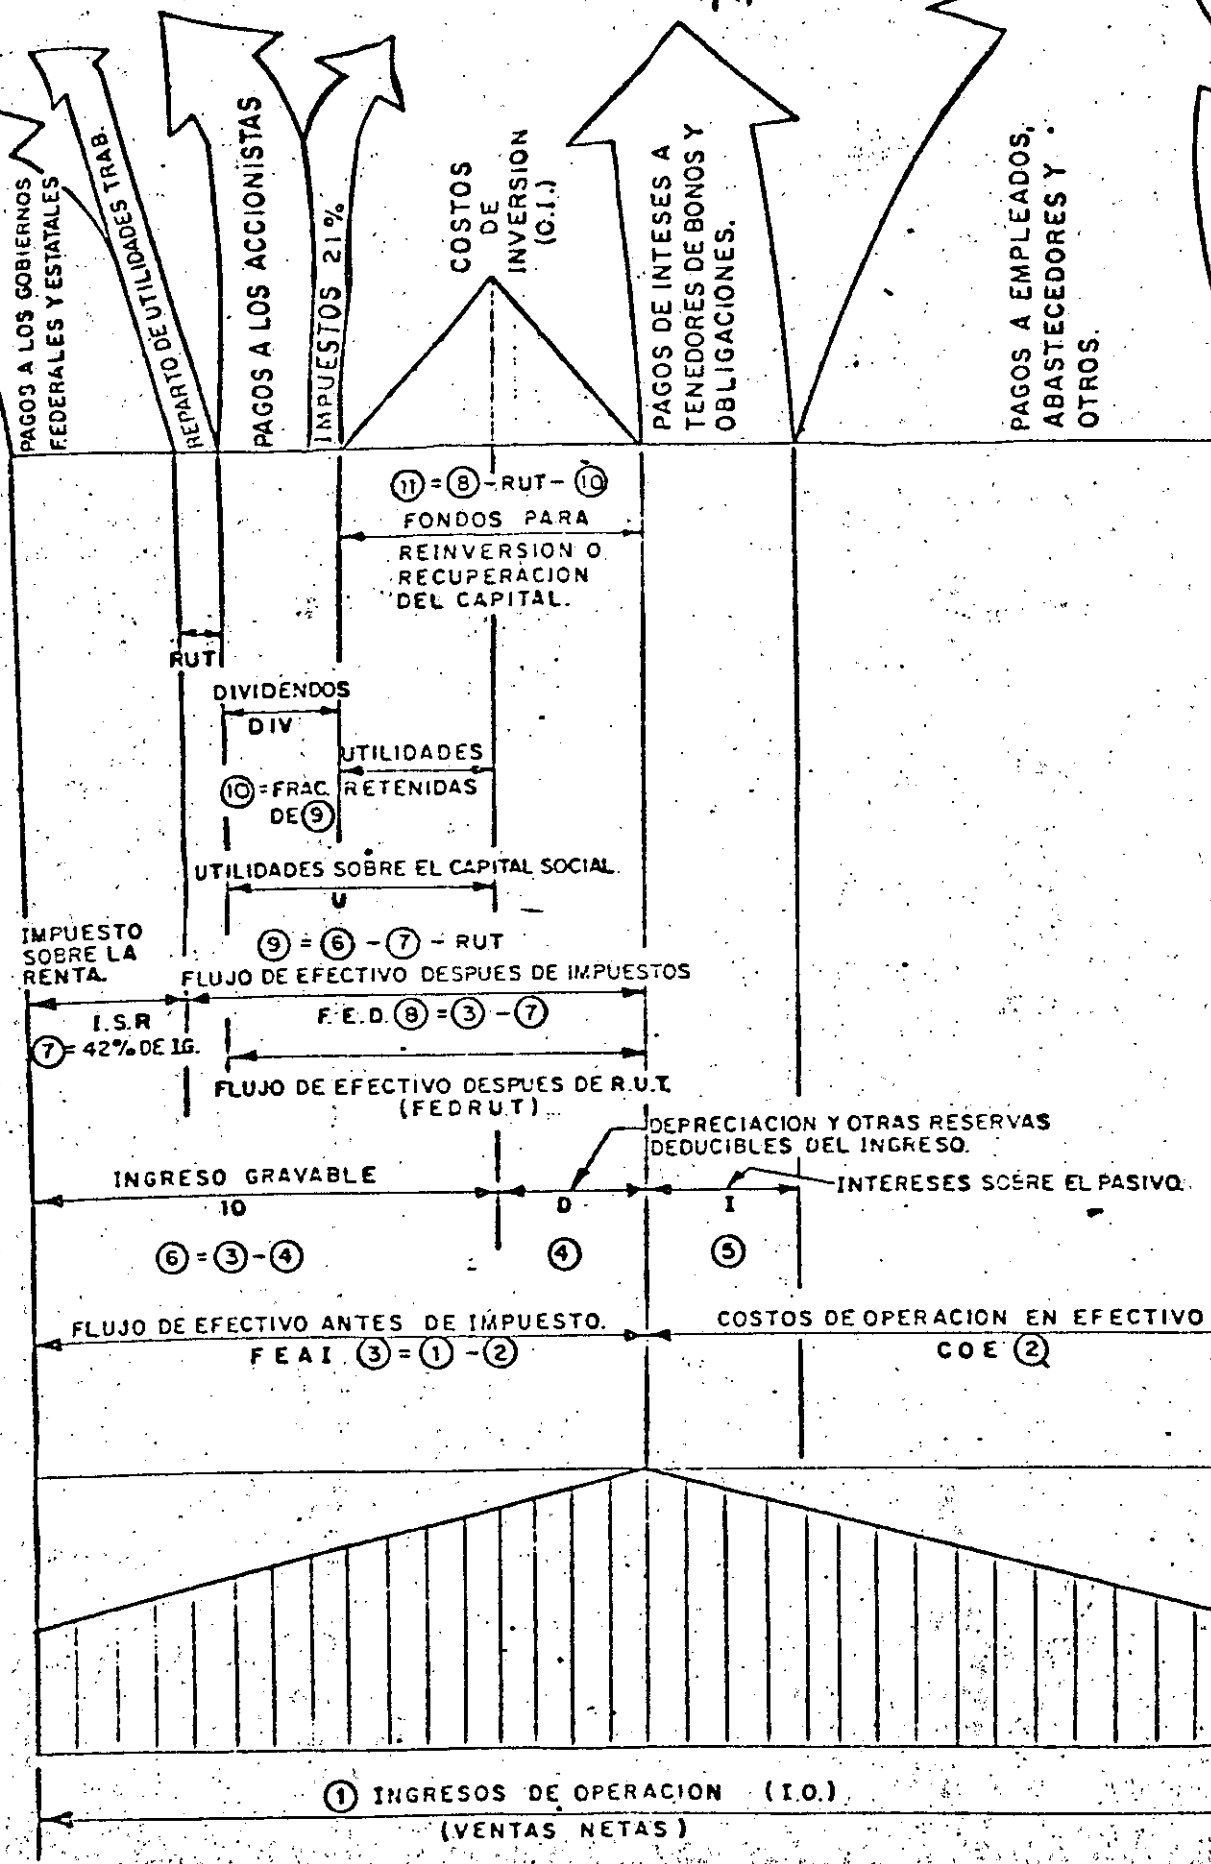 PAGOS A LOS GOBIERNOS
FEDERALES Y ESTATALES
REPARTO DE UTILIDADES TRAB.
PAGOS A LOS ACCIONISTAS
IMPUESTOS 21%
COSTOS
DE
INVERSION
(C.I.)
PAGOS DE INTESES A
TENEDORES DE BONOS Y
OBLIGACIONES.
PAGOS A EMPLEADOS,
ABASTECEDORES Y
OTROS.
⑪ = ⑧ - RUT - ⑩
FONDOS PARA
REINVERSION O
RECUPERACION
DEL CAPITAL.
RUT
DIVIDENDOS
DIV
UTILIDADES
RETENIDAS
⑩ = FRAC.
DE ⑨
UTILIDADES SOBRE EL CAPITAL SOCIAL.
U
⑨ = ⑥ - ⑦ - RUT
IMPUESTO
SOBRE LA
RENTA.
I.S.R
⑦ = 42% DE IG.
FLUJO DE EFECTIVO DESPUES DE IMPUESTOS
F.E.D. ⑧ = ③ - ⑦
FLUJO DE EFECTIVO DESPUES DE R.U.T.
(FEDRUT)
DEPRECIACION Y OTRAS RESERVAS
DEDUCIBLES DEL INGRESO.
INGRESO GRAVABLE
IO
D
I
INTERESES SOBRE EL PASIVO.
⑥ = ③ - ④
④
⑤
FLUJO DE EFECTIVO ANTES DE IMPUESTO.
FEAI ③ = ① - ②
COSTOS DE OPERACION EN EFECTIVO
COE ②
① INGRESOS DE OPERACION (I.O.)
(VENTAS NETAS)